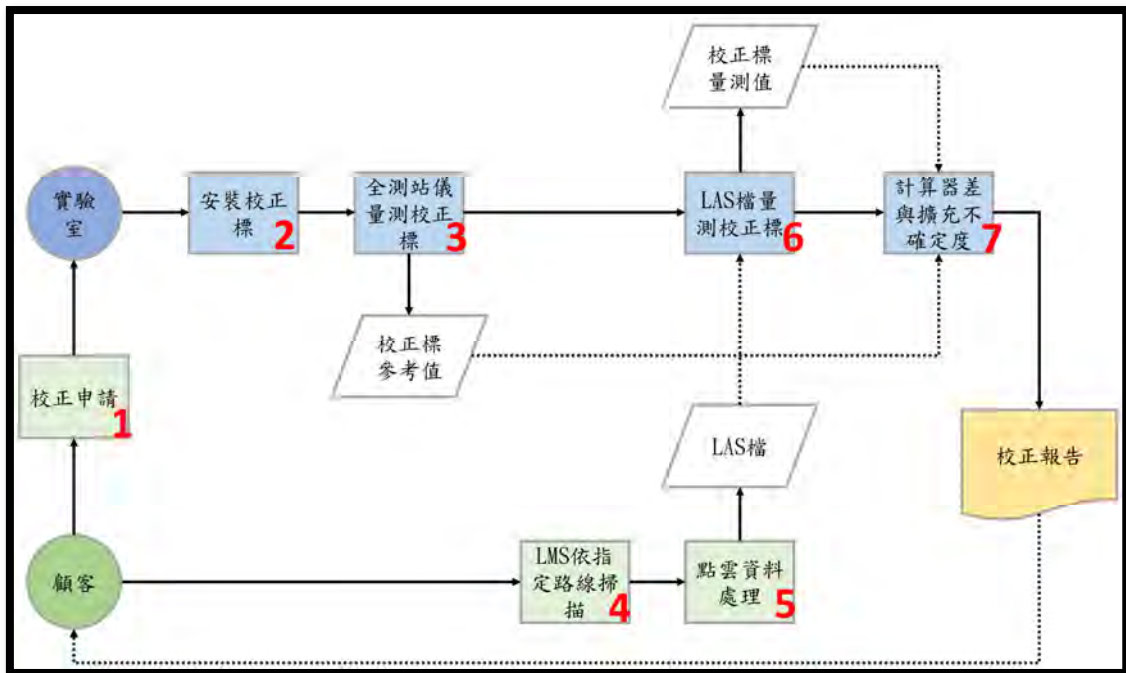 校正標
量測值
實驗
室
安裝校正
標
2
全測站儀
量測校正
標
3
LAS檔量
測校正標
6
計算器差
與擴充不
確定度
7
校正標
參考值
校正申請
1
LAS檔
校正報告
顧客
LMS依指
定路線掃
描
4
點雲資料
處理
5